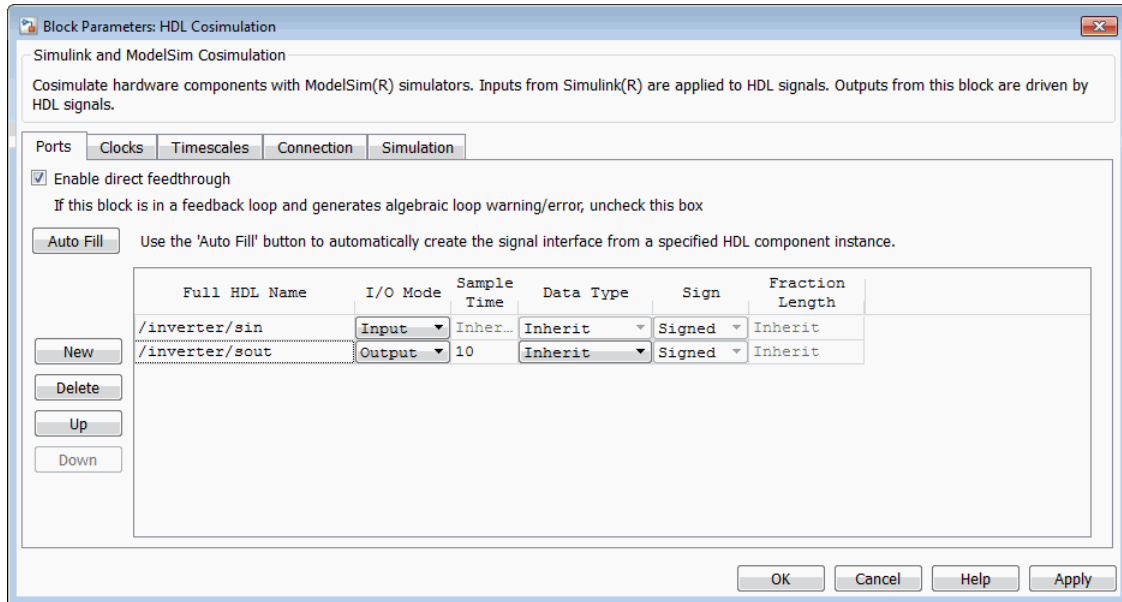 Block Parameters: HDL Cosimulation
Simulink and ModelSim Cosimulation
Cosimulate hardware components with ModelSim(R) simulators. Inputs from Simulink(R) are applied to HDL signals. Outputs from this block are driven by
HDL signals.
Ports Clocks Timescales Connection Simulation
Enable direct feedthrough
If this block is in a feedback loop and generates algebraic loop warning/error, uncheck this box
Auto Fill Use the 'Auto Fill' button to automatically create the signal interface from a specified HDL component instance.
Full HDL Name I/O Mode Sample Time Data Type Sign Fraction Length
/inverter/sin Input Inher... Inherit Signed Inherit
/inverter/sout Output 10 Inherit Signed Inherit
New
Delete
Up
Down
OK Cancel Help Apply